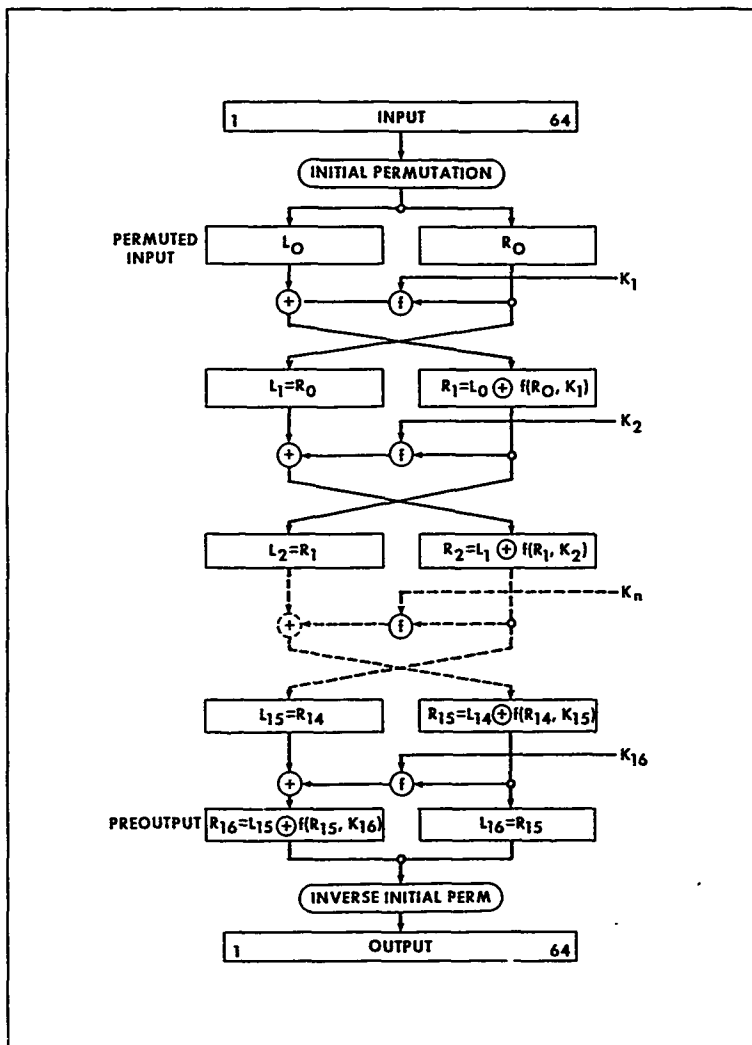 1 INPUT 64
INITIAL PERMUTATION
PERMUTED INPUT
L0 R0
K1
+ f
L1=R0 R1=L0 ⊕ f(R0, K1)
K2
+ f
L2=R1 R2=L1 ⊕ f(R1, K2)
Kn
+ f
L15=R14 R15=L14 ⊕ f(R14, K15)
K16
+ f
PREOUTPUT R16=L15 ⊕ f(R15, K16) L16=R15
INVERSE INITIAL PERM
1 OUTPUT 64